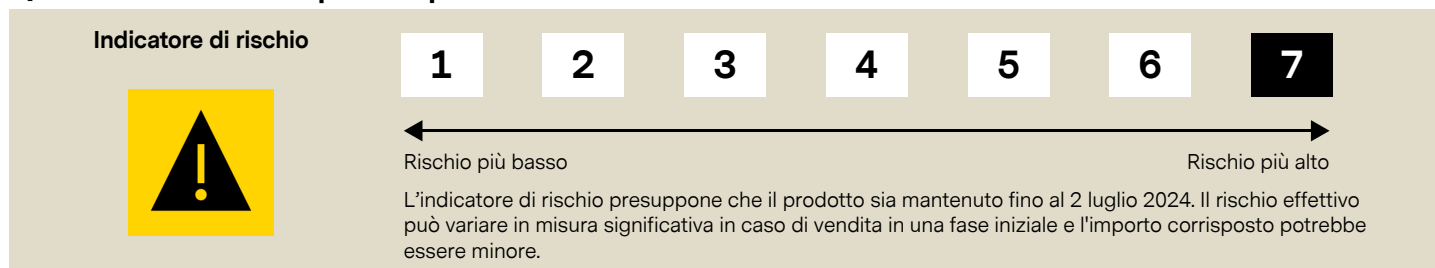 Indicatore di rischio
1 2 3 4 5 6 7
Rischio più basso Rischio più alto
L'indicatore di rischio presuppone che il prodotto sia mantenuto fino al 2 luglio 2024. Il rischio effettivo
può variare in misura significativa in caso di vendita in una fase iniziale e l'importo corrisposto potrebbe
essere minore.